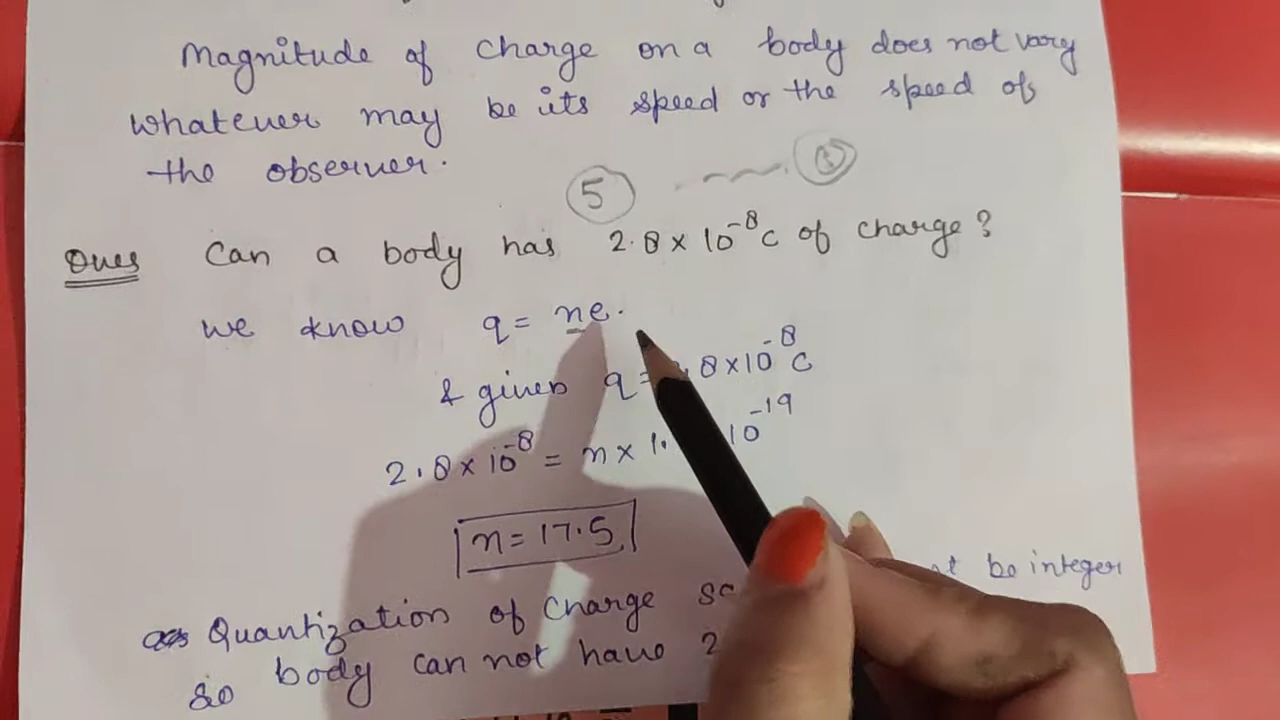 Magnitude of charge on a body does not vary
whatever may be its speed or the speed of
the observer.
5
Ques Can a body has 2.8 x 10⁻⁸ c of charge?
we know q = ne.
& given q = .8x10⁻⁸ C
2.8 x 10⁻⁸ = n x 1. 10⁻¹⁹
n = 17.5
Quantization of charge be integer
so body can not have 2